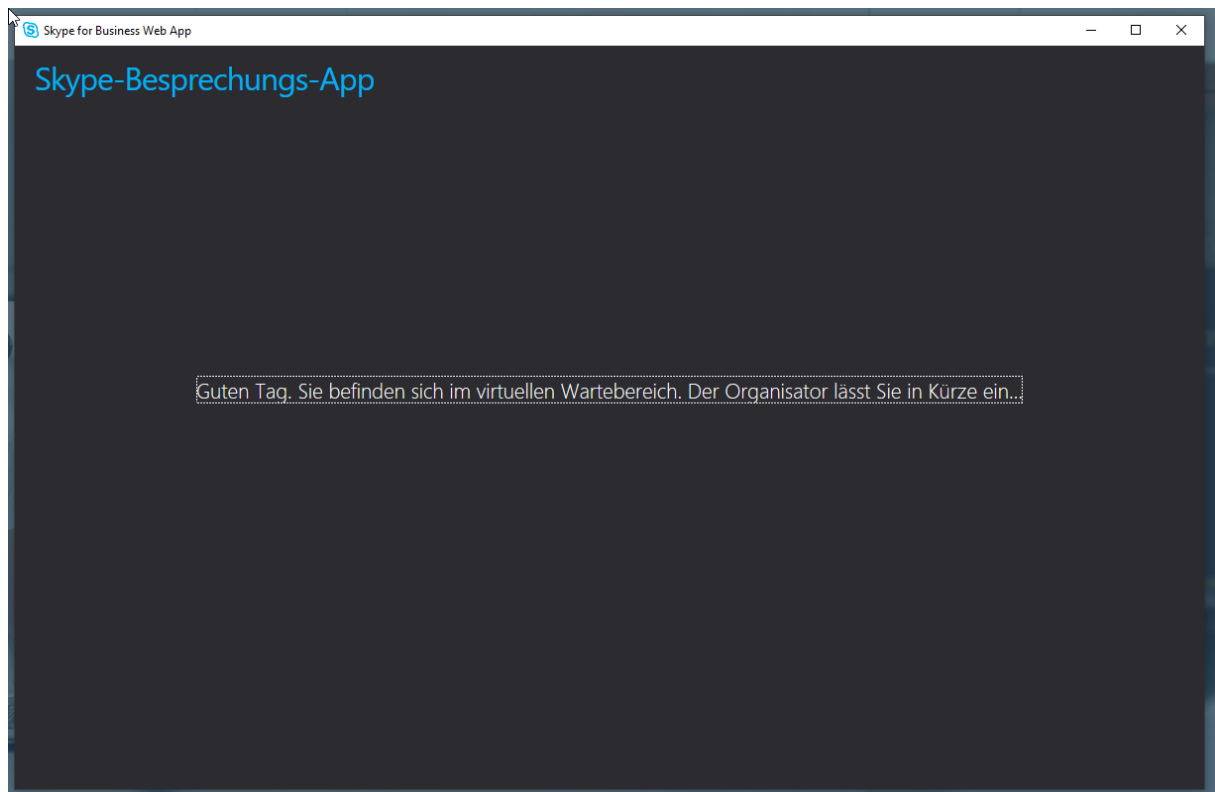 Skype for Business Web App
Skype-Besprechungs-App
Guten Tag. Sie befinden sich im virtuellen Wartebereich. Der Organisator lässt Sie in Kürze ein...